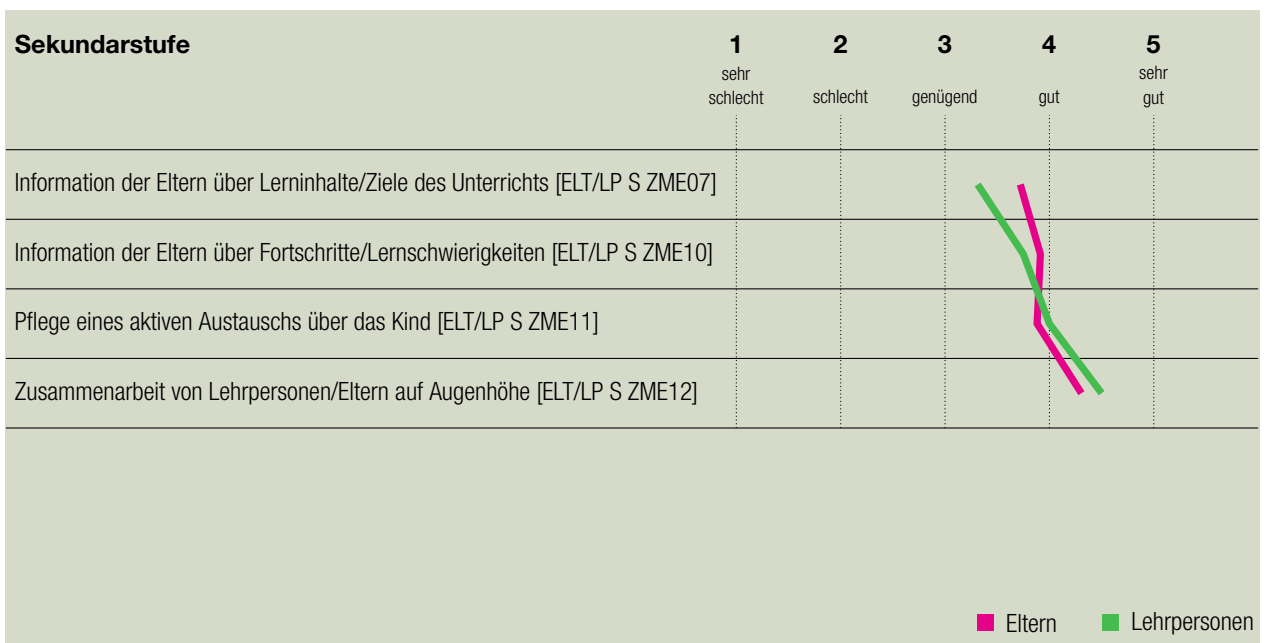 Sekundarstufe
1 2 3 4 5
sehr schlecht schlecht genügend gut sehr gut
Information der Eltern über Lerninhalte/Ziele des Unterrichts [ELT/LP S ZME07]
Information der Eltern über Fortschritte/Lernschwierigkeiten [ELT/LP S ZME10]
Pflege eines aktiven Austauschs über das Kind [ELT/LP S ZME11]
Zusammenarbeit von Lehrpersonen/Eltern auf Augenhöhe [ELT/LP S ZME12]
Eltern Lehrpersonen